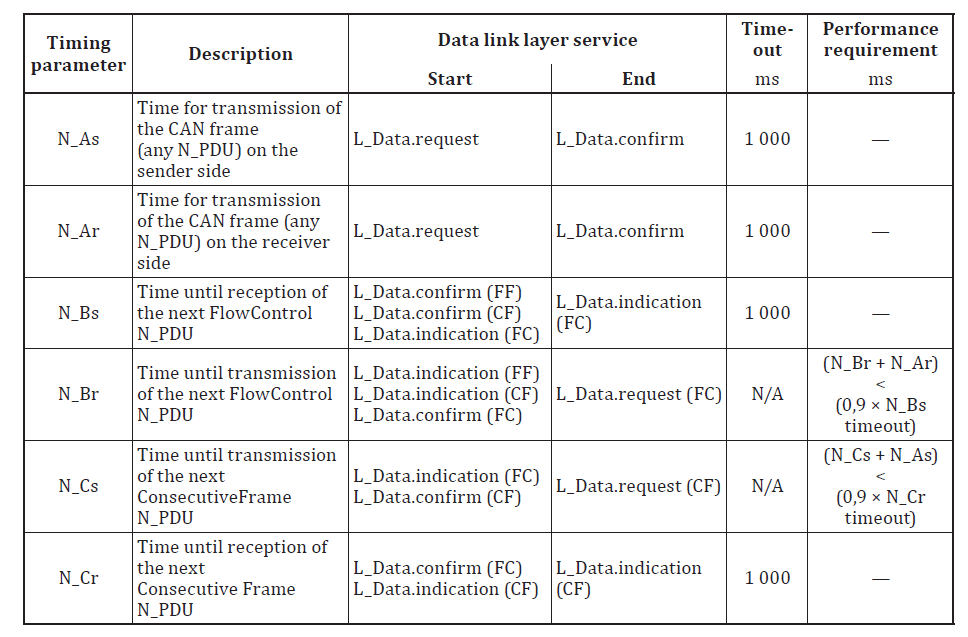 Timing parameter
Description
Data link layer service
Start
End
Time-
out
ms
Performance
requirement
ms
N_As
Time for transmission of
the CAN frame
(any N_PDU) on the
sender side
L_Data.request
L_Data.confirm
1 000
—
N_Ar
Time for transmission
of the CAN frame (any
N_PDU) on the receiver
side
L_Data.request
L_Data.confirm
1 000
—
N_Bs
Time until reception of
the next FlowControl
N_PDU
L_Data.confirm (FF)
L_Data.confirm (CF)
L_Data.indication (FC)
L_Data.indication
(FC)
1 000
—
N_Br
Time until transmission
of the next FlowControl
N_PDU
L_Data.indication (FF)
L_Data.indication (CF)
L_Data.confirm (FC)
L_Data.request (FC)
N/A
(N_Br + N_Ar)
<
(0,9 × N_Bs
timeout)
N_Cs
Time until transmission
of the next
ConsecutiveFrame
N_PDU
L_Data.indication (FC)
L_Data.confirm (CF)
L_Data.request (CF)
N/A
(N_Cs + N_As)
<
(0,9 × N_Cr
timeout)
N_Cr
Time until reception of
the next
Consecutive Frame
N_PDU
L_Data.confirm (FC)
L_Data.indication (CF)
L_Data.indication
(CF)
1 000
—